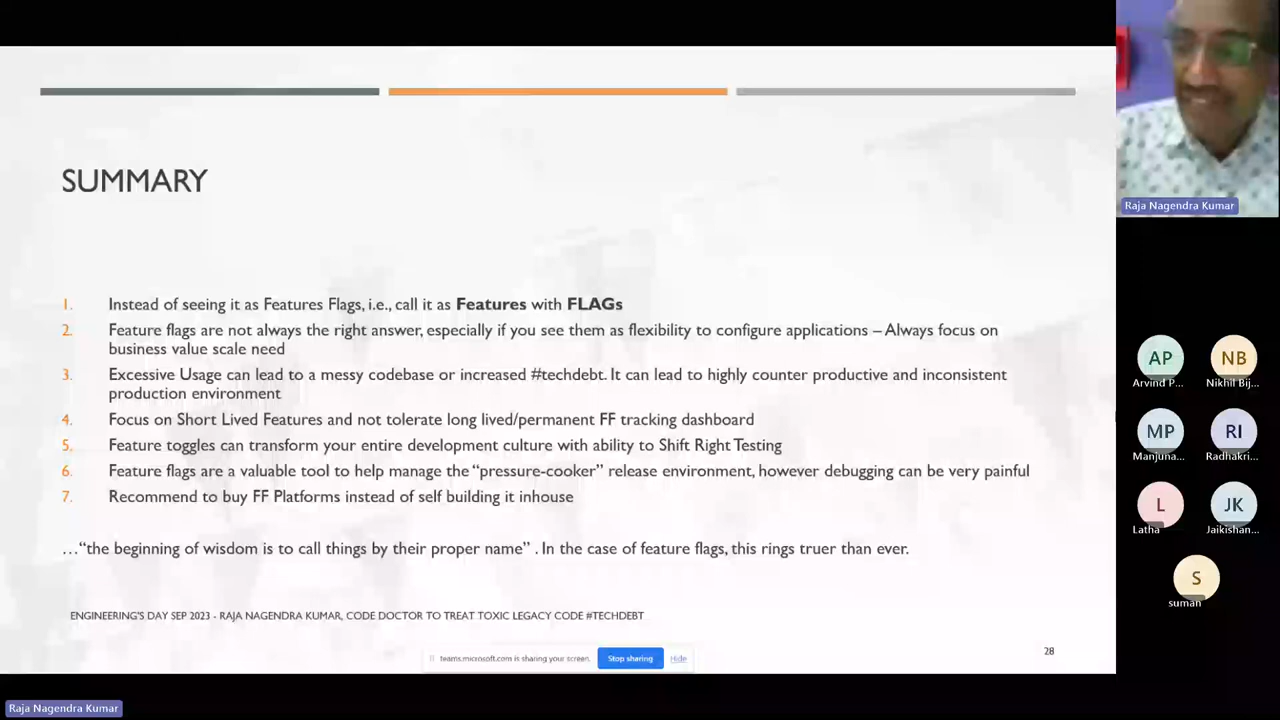 SUMMARY
1. Instead of seeing it as Features Flags, i.e., call it as Features with FLAGs
2. Feature flags are not always the right answer, especially if you see them as flexibility to configure applications – Always focus on
business value scale need
3. Excessive Usage can lead to a messy codebase or increased #techdebt. It can lead to highly counter productive and inconsistent
production environment
4. Focus on Short Lived Features and not tolerate long lived/permanent FF tracking dashboard
5. Feature toggles can transform your entire development culture with ability to Shift Right Testing
6. Feature flags are a valuable tool to help manage the “pressure-cooker” release environment, however debugging can be very painful
7. Recommend to buy FF Platforms instead of self building it inhouse
…“the beginning of wisdom is to call things by their proper name” . In the case of feature flags, this rings truer than ever.
ENGINEERING'S DAY SEP 2023 - RAJA NAGENDRA KUMAR, CODE DOCTOR TO TREAT TOXIC LEGACY CODE #TECHDEBT
28
teams.microsoft.com is sharing your screen.
Stop sharing
Hide
Raja Nagendra Kumar
Raja Nagendra Kumar
AP
Arvind P...
NB
Nikhil Bij...
MP
Manjuna...
RI
Radhakri...
L
Latha
JK
Jaikishan...
S
suman